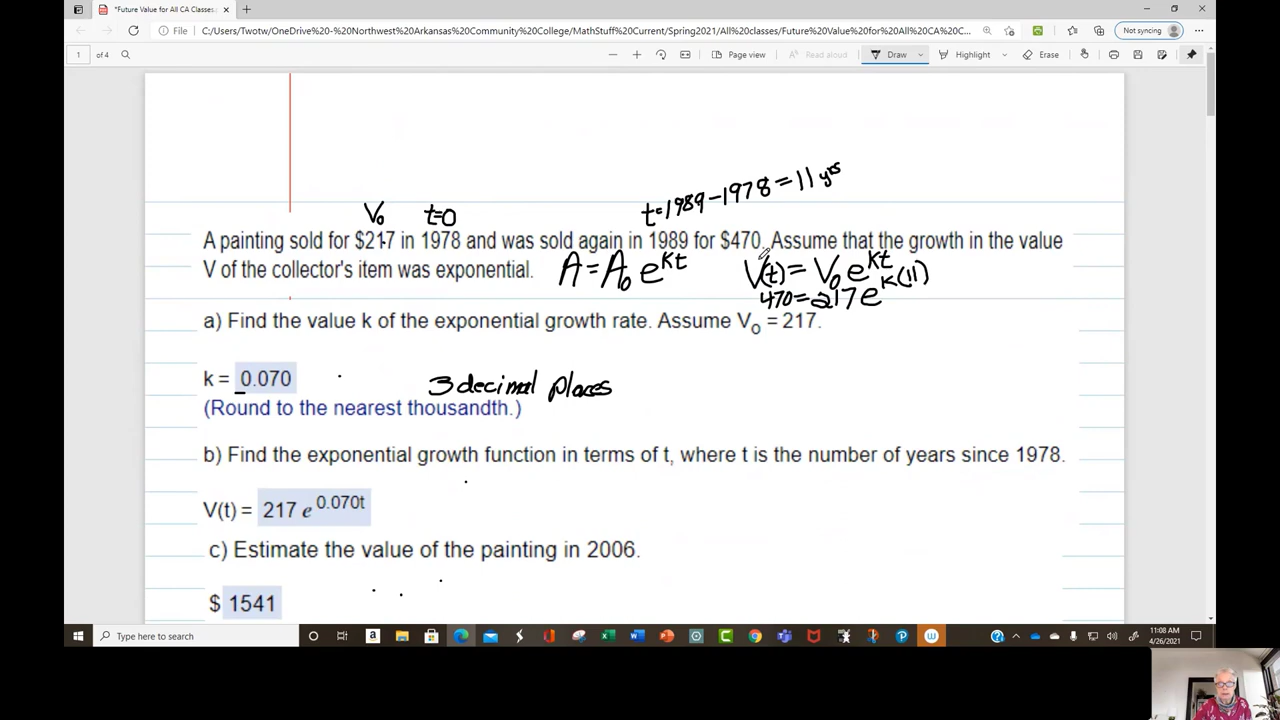 *Future Value for All CA Classes
File C:/Users/Twotw/OneDrive%20-%20Northwest%20Arkansas%20Community%20College/MathStuff/Current/Spring2021/All%20classes/Future%20Value%20for%20All%20CA%20C...
Not syncing
1 of 4
Page view
Read aloud
Draw
Highlight
Erase
t=1989-1978=11 yrs
V₀ t=0
A painting sold for $217 in 1978 and was sold again in 1989 for $470. Assume that the growth in the value
V of the collector's item was exponential.
A = A₀ e^kt
V(t) = V₀ e^kt
470=217e^k(11)
a) Find the value k of the exponential growth rate. Assume V₀ = 217.
k = 0.070
3 decimal places
(Round to the nearest thousandth.)
b) Find the exponential growth function in terms of t, where t is the number of years since 1978.
V(t) = 217 e^0.070t
c) Estimate the value of the painting in 2006.
$ 1541
Type here to search
11:08 AM
4/26/2021